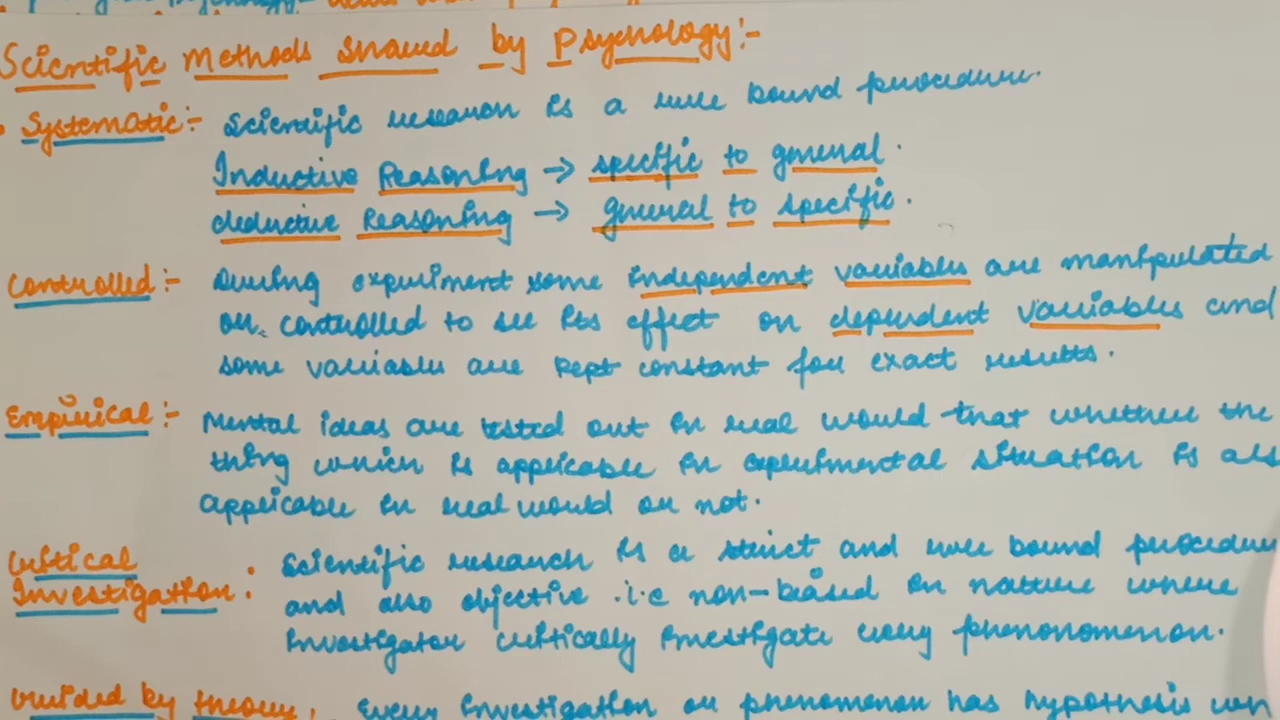 Scientific Methods Shared by Psychology:-
• Systematic:- Scientific research is a rule bound procedure.
Inductive Reasoning → specific to general.
deductive Reasoning → general to specific.
Controlled:- During experiment some independent variables are manipulated
or controlled to see its effect on dependent variables and
some variable are kept constant for exact results.
Empirical:- Mental ideas are tested out in real world that whether the
thing which is applicable in experimental situation is als
applicable in real world or not.
Critical
Investigation: Scientific research is a strict and rule bound procedure
and also objective .i.e non-biased in nature where
investigator critically investigate every phenonomenon.
Guided by theory: Every investigation or phenomenon has hypothesis